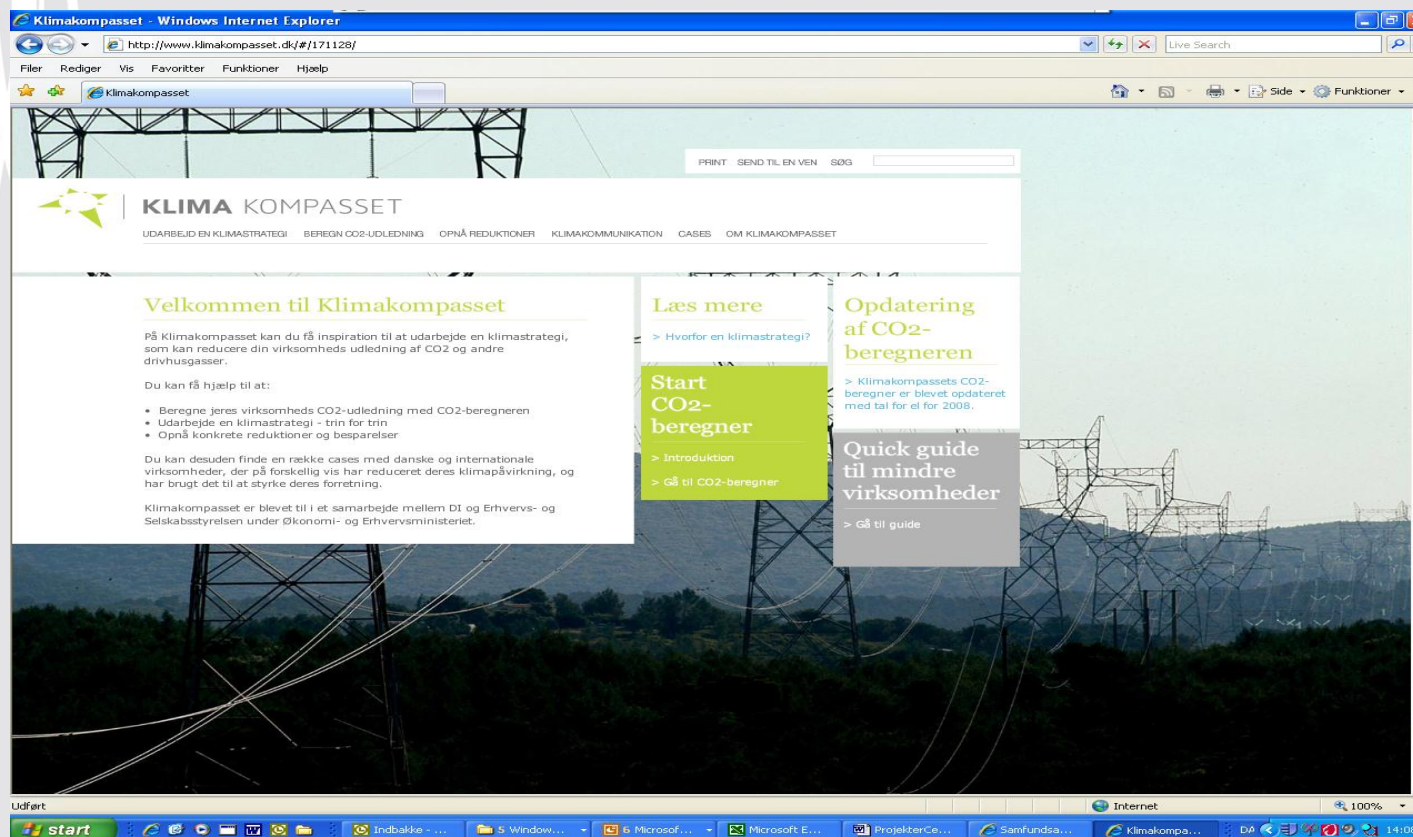 Klimakompasset - Windows Internet Explorer
http://www.klimakompasset.dk/#/171128/
Live Search
Filer Rediger Vis Favoritter Funktioner Hjælp
Klimakompasset
Side Funktioner
PRINT SEND TIL EN VEN SØG
KLIMA KOMPASSET
UDARBEJD EN KLIMASTRATEGI BEREGN CO2-UDLEDNING OPNÅ REDUKTIONER KLIMAKOMMUNIKATION CASES OM KLIMAKOMPASSET
Velkommen til Klimakompasset
På Klimakompasset kan du få inspiration til at udarbejde en klimastrategi,
som kan reducere din virksomheds udledning af CO2 og andre
drivhusgasser.
Du kan få hjælp til at:
• Beregne jeres virksomheds CO2-udledning med CO2-beregneren
• Udarbejde en klimastrategi - trin for trin
• Opnå konkrete reduktioner og besparelser
Du kan desuden finde en række cases med danske og internationale
virksomheder, der på forskellig vis har reduceret deres klimapåvirkning, og
har brugt det til at styrke deres forretning.
Klimakompasset er blevet til i et samarbejde mellem DI og Erhvervs- og
Selskabsstyrelsen under Økonomi- og Erhvervsministeriet.
Læs mere
> Hvorfor en klimastrategi?
Start
CO2-
beregner
> Introduktion
> Gå til CO2-beregner
Opdatering
af CO2-
beregneren
> Klimakompassets CO2-
beregner er blevet opdateret
med tal for el for 2008.
Quick guide
til mindre
virksomheder
> Gå til guide
Udført
Internet
100%
start
Indbakke - ...
5 Window...
6 Microsof...
Microsoft E...
ProjekterCe...
Samfundsa...
Klimakompa...
DA